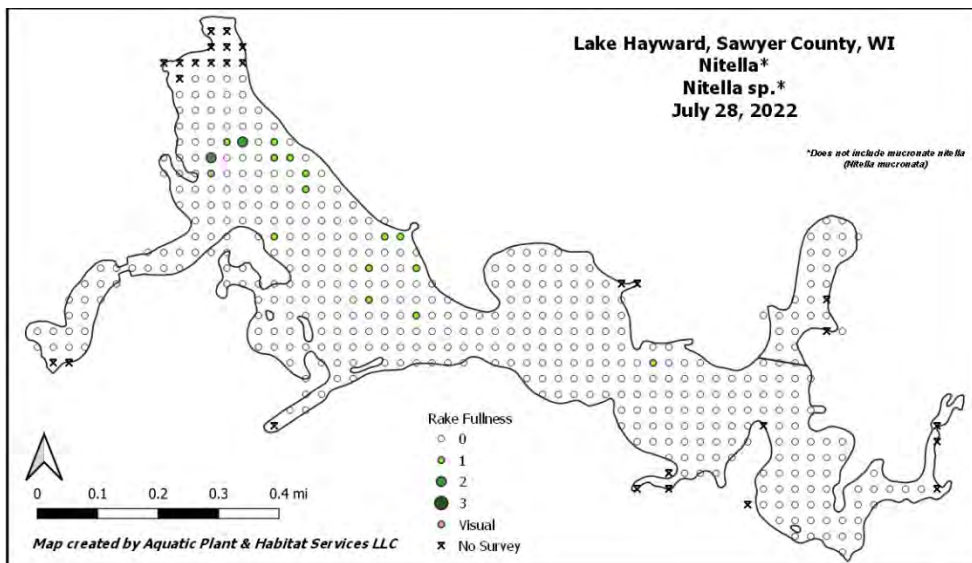 Lake Hayward, Sawyer County, WI
Nitella*
Nitella sp.*
July 28, 2022
*Does not include mucronate nitella
(Nitella mucronata)
Rake Fullness
0
1
2
3
Visual
No Survey
0 0.1 0.2 0.3 0.4 mi
Map created by Aquatic Plant & Habitat Services LLC